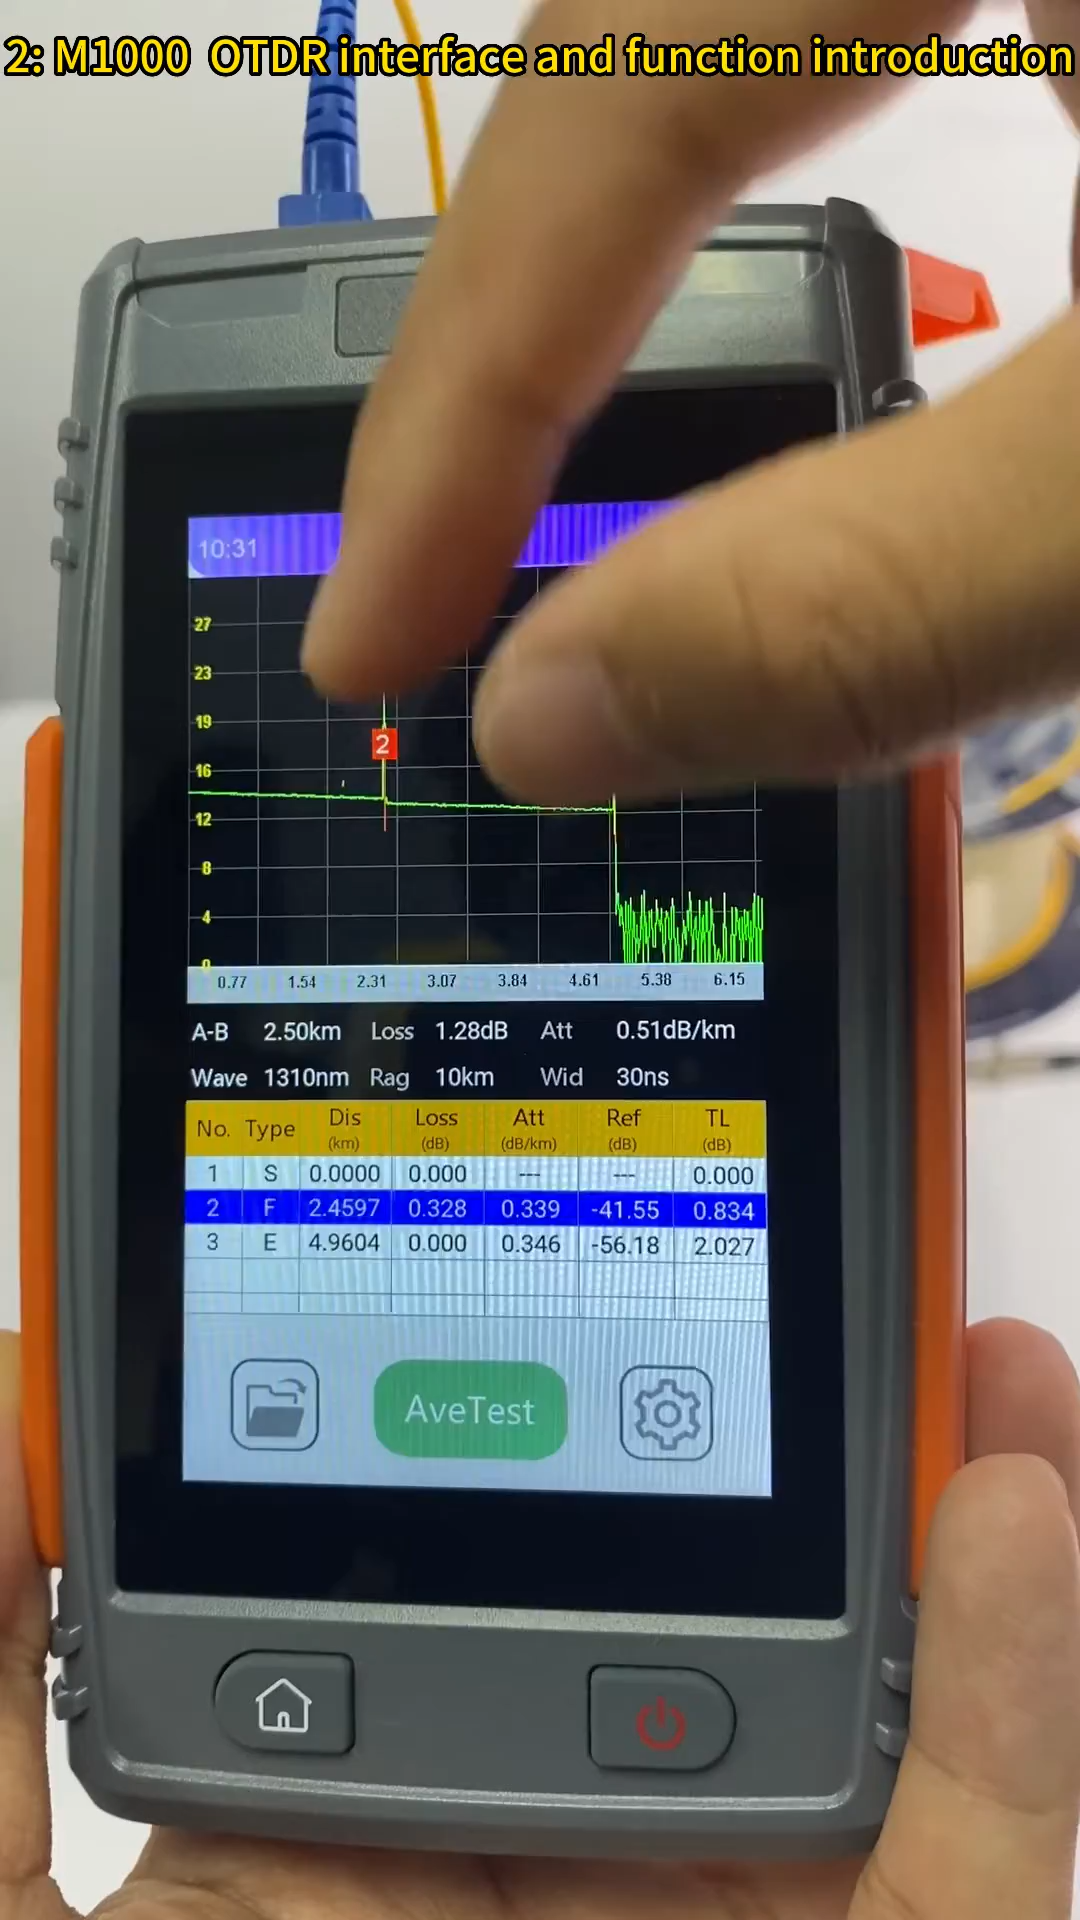 2: M1000 OTDR interface and function introduction
10:31
27
23
19
2
16
12
8
4
0
0.77 1.54 2.31 3.07 3.84 4.61 5.38 6.15
A-B 2.50km Loss 1.28dB Att 0.51dB/km
Wave 1310nm Rag 10km Wid 30ns
No. Type Dis (km) Loss (dB) Att (dB/km) Ref (dB) TL (dB)
1 S 0.0000 0.000 --- --- 0.000
2 F 2.4597 0.328 0.339 -41.55 0.834
3 E 4.9604 0.000 0.346 -56.18 2.027
AveTest